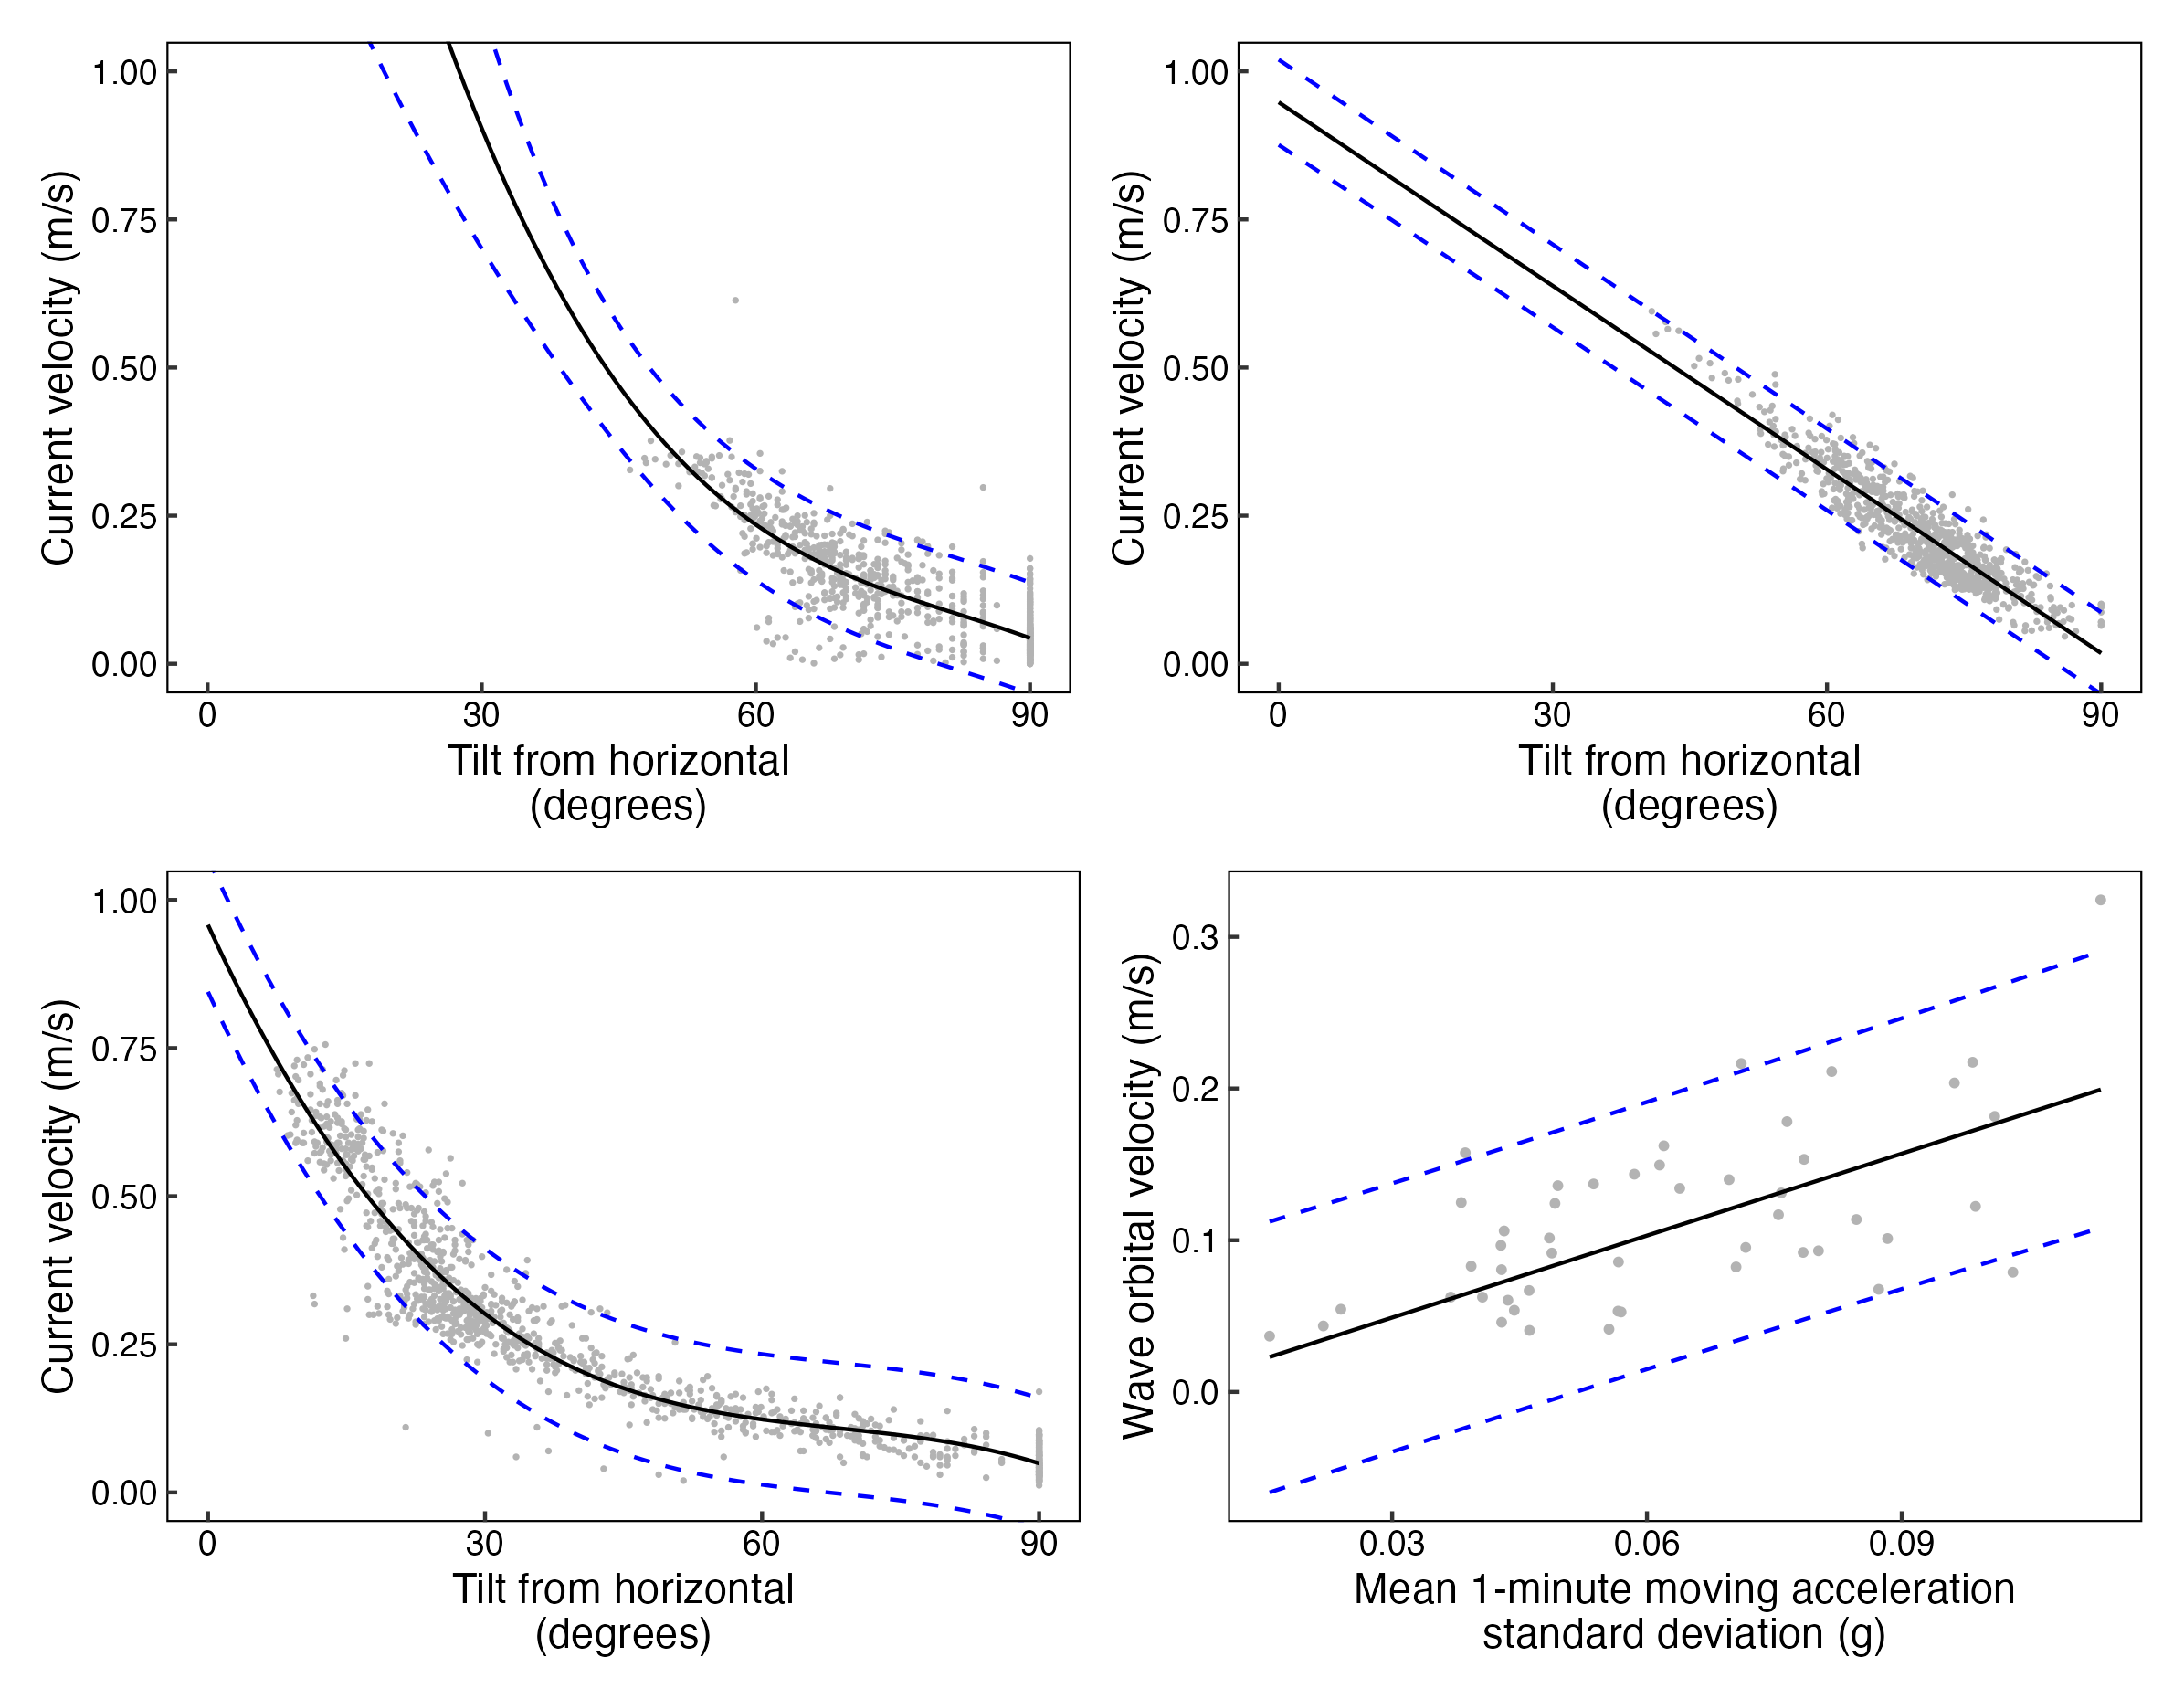 1.00
0.75
0.50
0.25
0.00
Current velocity (m/s)
0 30 60 90
Tilt from horizontal
(degrees)
1.00
0.75
0.50
0.25
0.00
Current velocity (m/s)
0 30 60 90
Tilt from horizontal
(degrees)
1.00
0.75
0.50
0.25
0.00
Current velocity (m/s)
0 30 60 90
Tilt from horizontal
(degrees)
0.3
0.2
0.1
0.0
Wave orbital velocity (m/s)
0.03 0.06 0.09
Mean 1-minute moving acceleration
standard deviation (g)